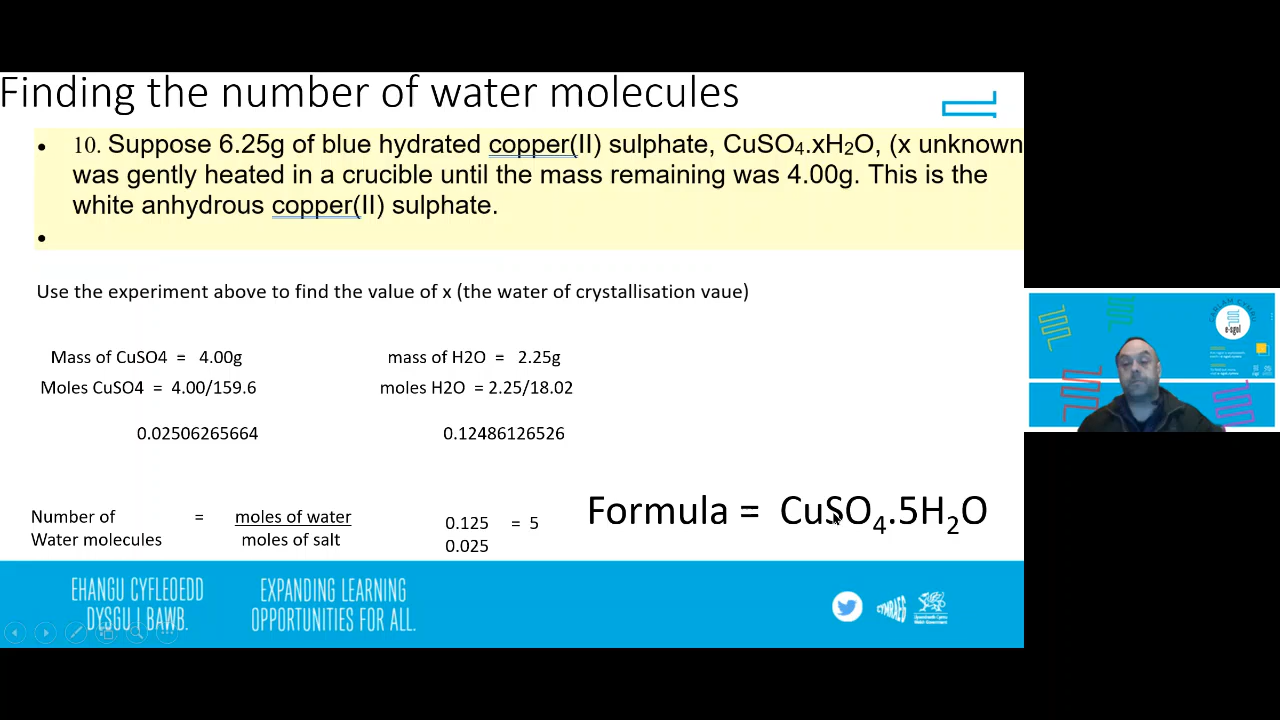 Finding the number of water molecules
• 10. Suppose 6.25g of blue hydrated copper(II) sulphate, CuSO₄.xH₂O, (x unknown
was gently heated in a crucible until the mass remaining was 4.00g. This is the
white anhydrous copper(II) sulphate.
•
Use the experiment above to find the value of x (the water of crystallisation vaue)
Mass of CuSO4 = 4.00g
mass of H2O = 2.25g
Moles CuSO4 = 4.00/159.6
moles H2O = 2.25/18.02
0.02506265664
0.12486126526
Number of = moles of water
Water molecules moles of salt
0.125 = 5
0.025
Formula = CuSO₄.5H₂O
EHANGU CYFLEOEDD
DYSGU I BAWB.
EXPANDING LEARNING
OPPORTUNITIES FOR ALL.
CYMRAEG
e-sgol